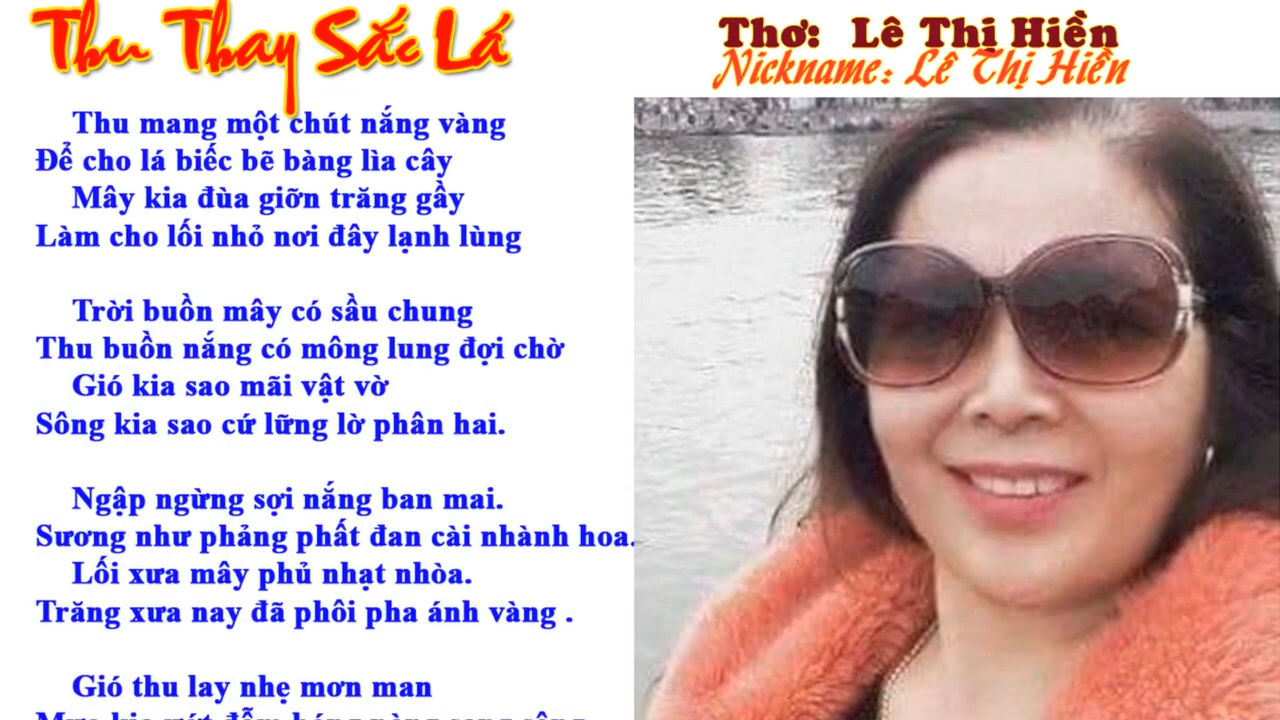 Thu Thay Sắc Lá
Thơ: Lê Thị Hiền
Nickname: Lê Thị Hiền
Thu mang một chút nắng vàng
Để cho lá biếc bẽ bàng lìa cây
Mây kia đùa giỡn trăng gầy
Làm cho lối nhỏ nơi đây lạnh lùng
Trời buồn mây có sầu chung
Thu buồn nắng có mông lung đợi chờ
Gió kia sao mãi vật vờ
Sông kia sao cứ lững lờ phân hai.
Ngập ngừng sợi nắng ban mai.
Sương như phảng phất đan cài nhành hoa.
Lối xưa mây phủ nhạt nhòa.
Trăng xưa nay đã phôi pha ánh vàng .
Gió thu lay nhẹ mơn man